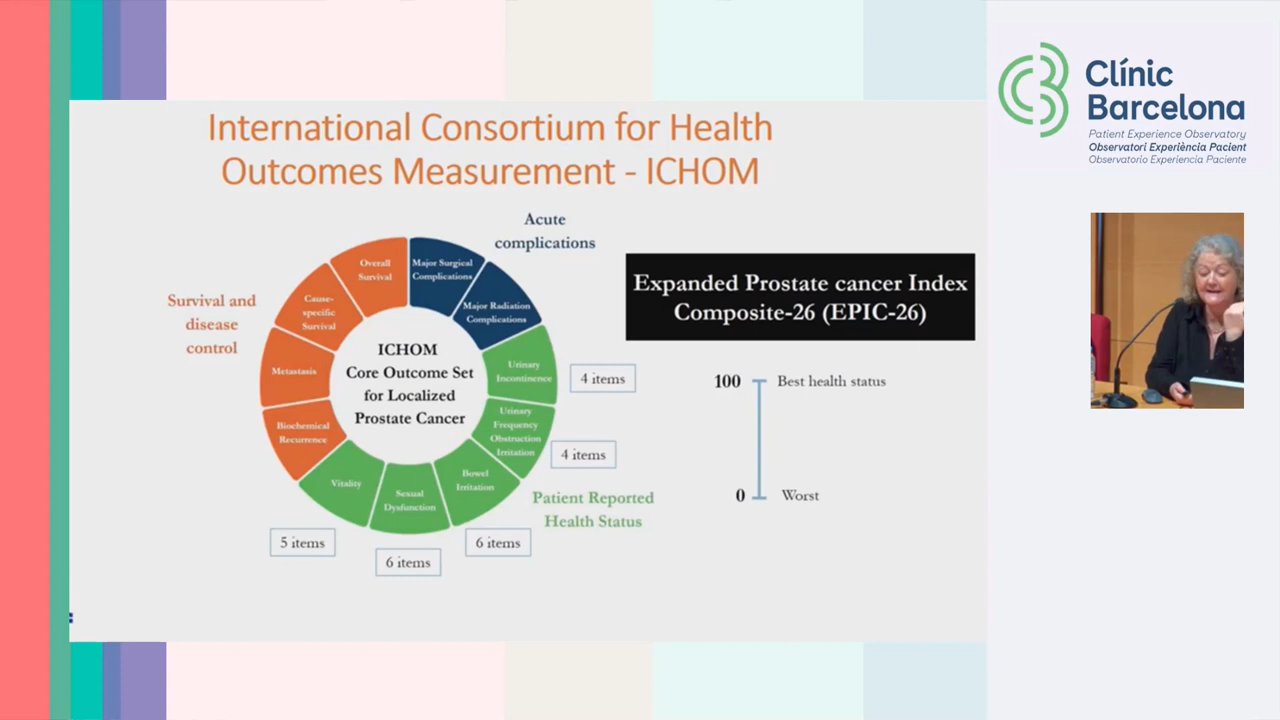 International Consortium for Health
Outcomes Measurement - ICHOM
Acute
complications
Survival and
disease
control
Overall
Survival
Major Surgical
Complications
Cause-
specific
Survival
Major Radiation
Complications
Metastasis
Biochemical
Recurrence
Urinary
Incontinence
Urinary
Frequency
Obstruction
Irritation
Bowel
Irritation
Sexual
Dysfunction
Vitality
ICHOM
Core Outcome Set
for Localized
Prostate Cancer
4 items
4 items
Patient Reported
Health Status
6 items
6 items
5 items
Expanded Prostate cancer Index
Composite-26 (EPIC-26)
100 Best health status
0 Worst
Clínic
Barcelona
Patient Experience Observatory
Observatori Experiència Pacient
Observatorio Experiencia Paciente